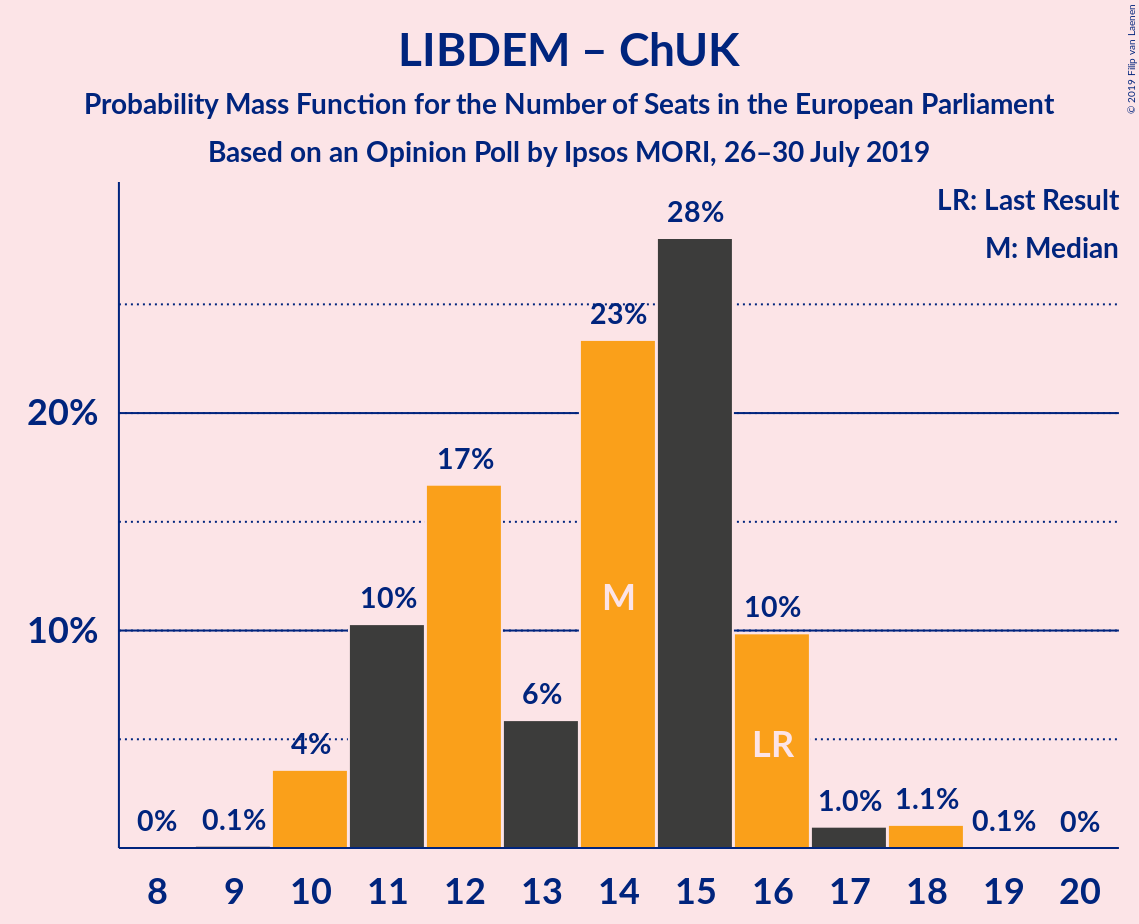 LIBDEM – ChUK
Probability Mass Function for the Number of Seats in the European Parliament
Based on an Opinion Poll by Ipsos MORI, 26–30 July 2019
© 2019 Filip van Laenen
LR: Last Result
M: Median
28%
23%
20%
17%
M
10%
10%
10%
6%
LR
4%
0%
0.1%
1.0%
1.1%
0.1%
0%
8 9 10 11 12 13 14 15 16 17 18 19 20